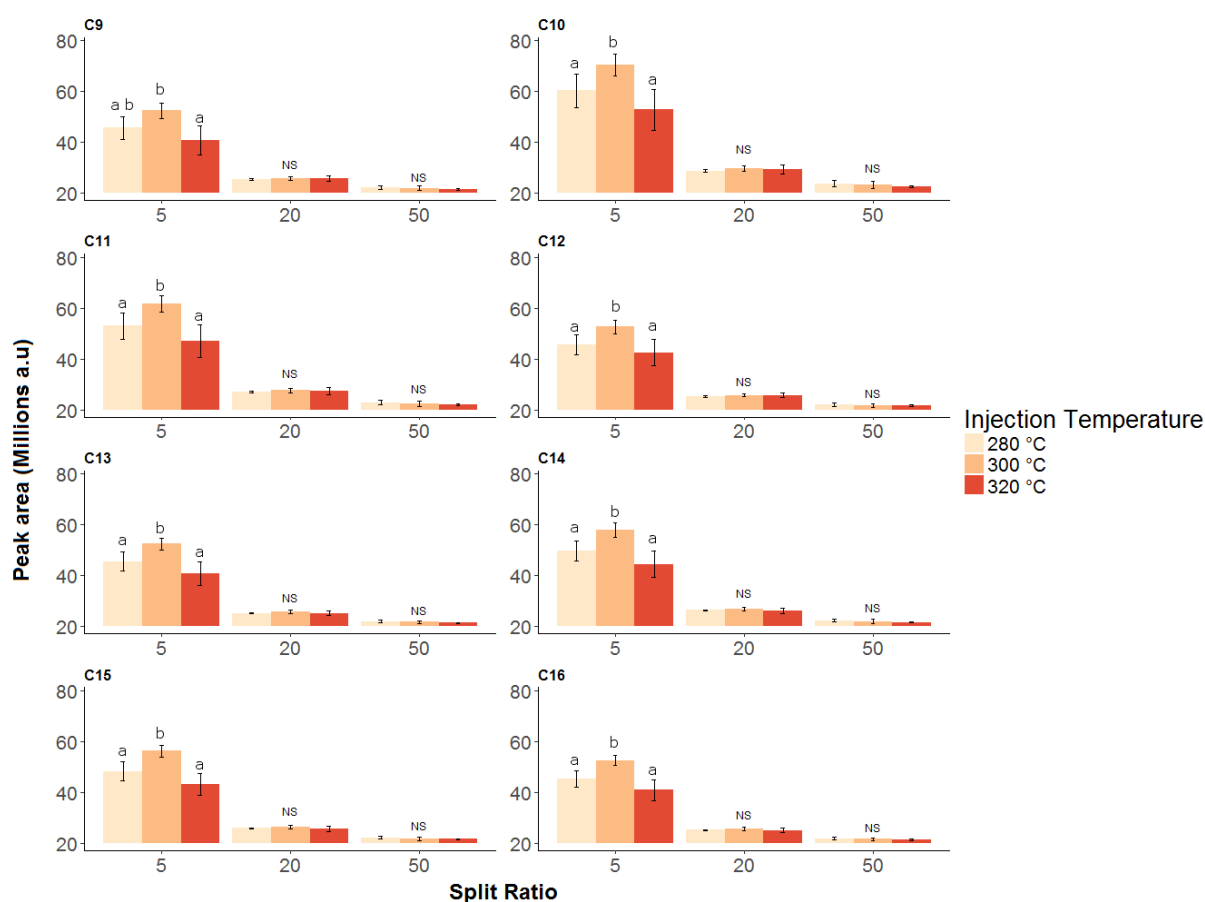 C9
80
60
40
20
a b
b
a
NS
NS
5
20
50
C10
80
60
40
20
a
b
a
NS
NS
5
20
50
C11
80
60
40
20
a
b
a
NS
NS
5
20
50
C12
80
60
40
20
a
b
a
NS
NS
5
20
50
C13
80
60
40
20
a
b
a
NS
NS
5
20
50
C14
80
60
40
20
a
b
a
NS
NS
5
20
50
C15
80
60
40
20
a
b
a
NS
NS
5
20
50
C16
80
60
40
20
a
b
a
NS
NS
5
20
50
Peak area (Millions a.u)
Split Ratio
Injection Temperature
280 °C
300 °C
320 °C